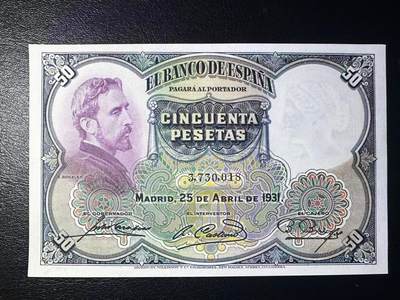 50 50
EL BANCO DE ESPAÑA
PAGARÁ AL PORTADOR
CINCUENTA
PESETAS
3,730,018
MADRID, 25 DE ABRIL DE 1931
EL GOBERNADOR EL INTERVENTOR EL CAJERO
50 50